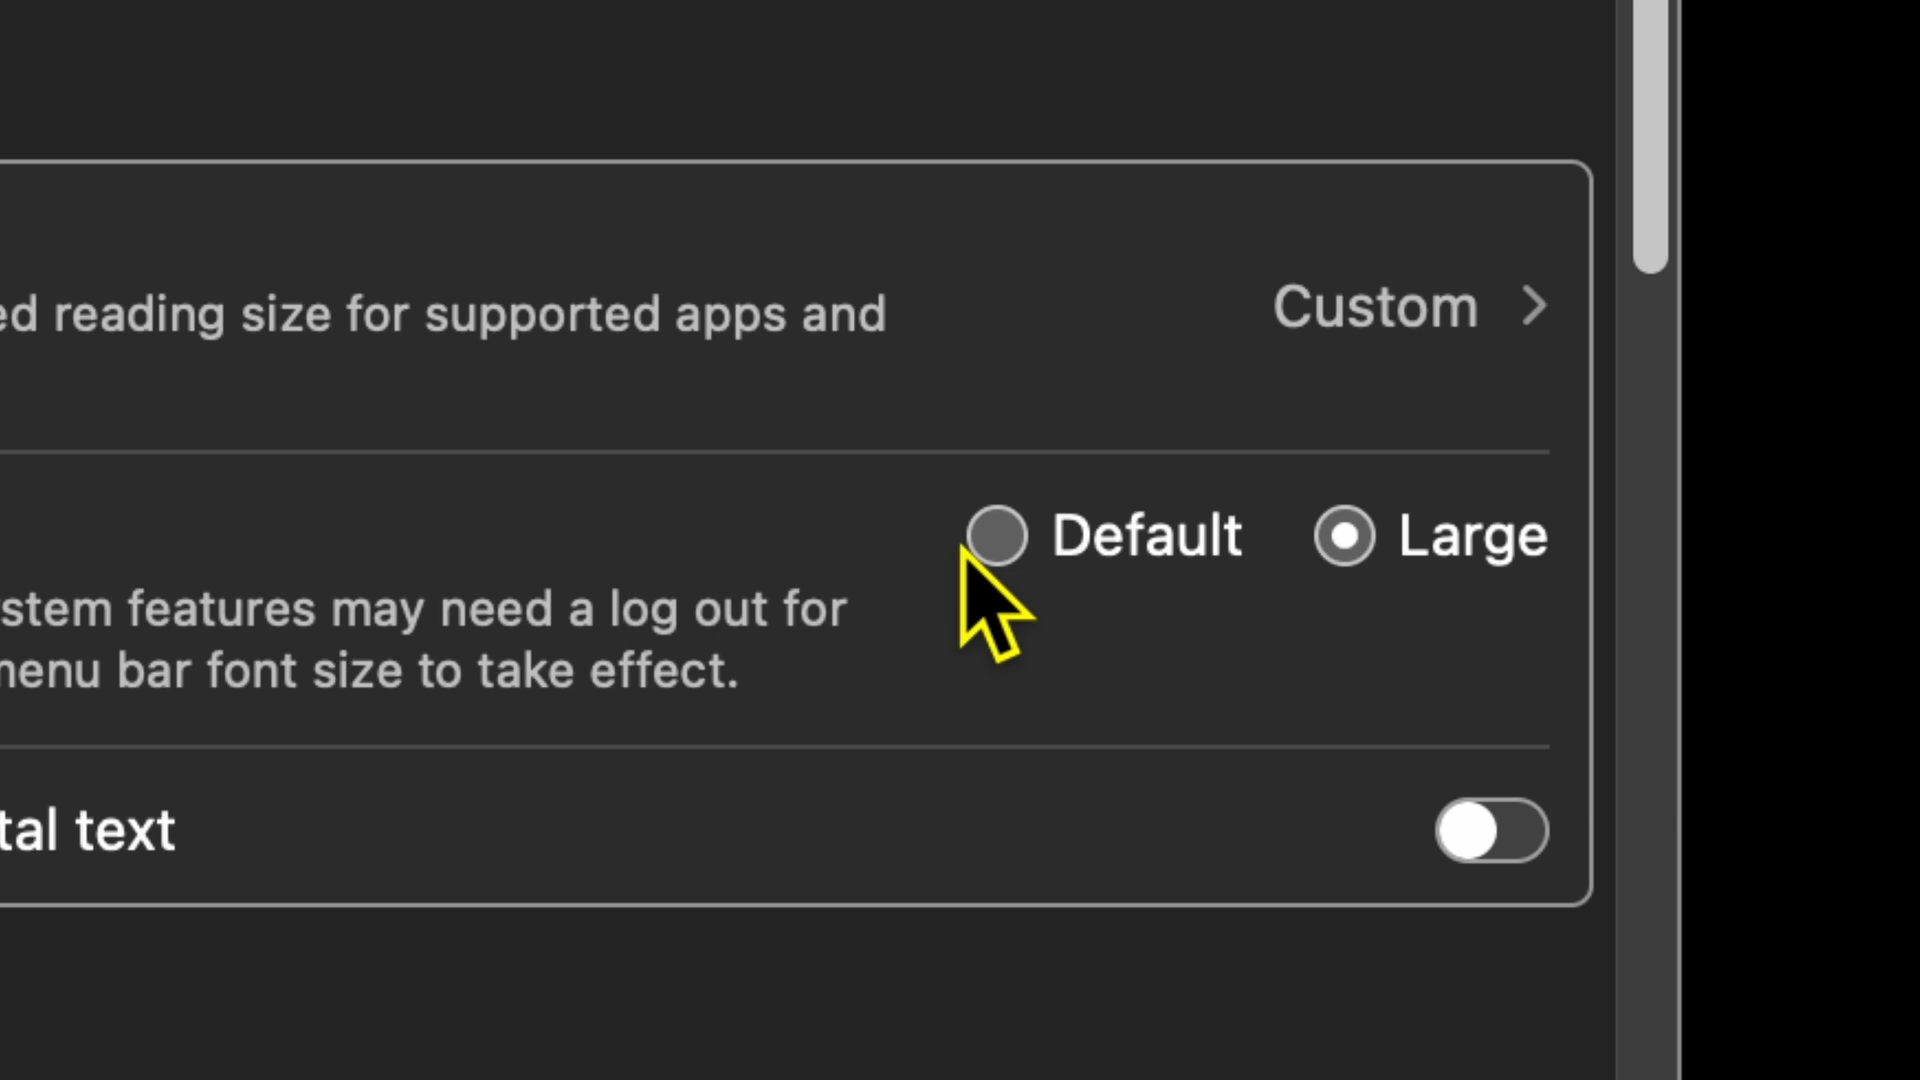 ed reading size for supported apps and
Custom
Default
Large
stem features may need a log out for
menu bar font size to take effect.
tal text